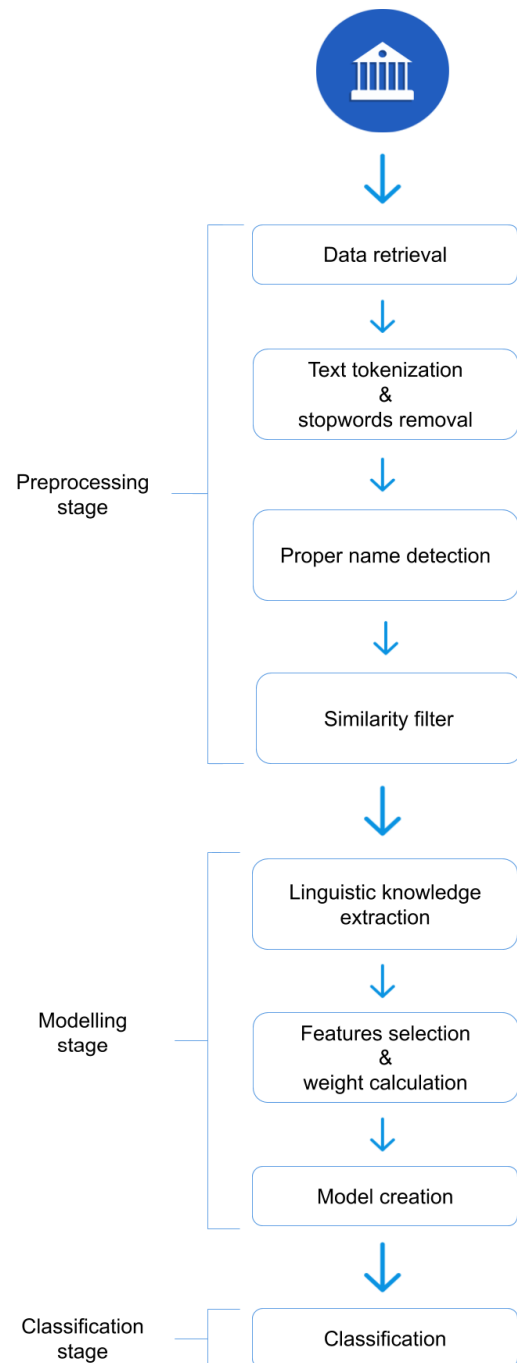 Data retrieval
Text tokenization
&
stopwords removal
Preprocessing
stage
Proper name detection
Similarity filter
Linguistic knowledge
extraction
Modelling
stage
Features selection
&
weight calculation
Model creation
Classification
stage
Classification